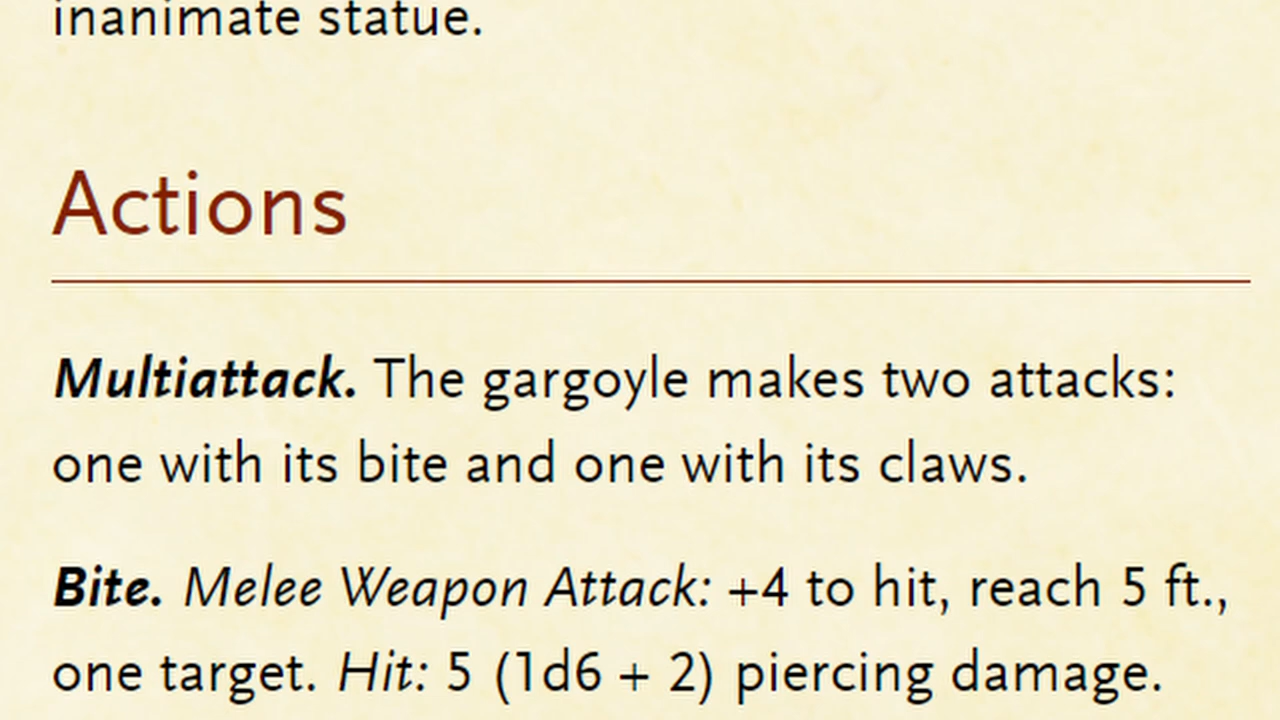 inanimate statue.
Actions
Multiattack. The gargoyle makes two attacks:
one with its bite and one with its claws.
Bite. Melee Weapon Attack: +4 to hit, reach 5 ft.,
one target. Hit: 5 (1d6 + 2) piercing damage.